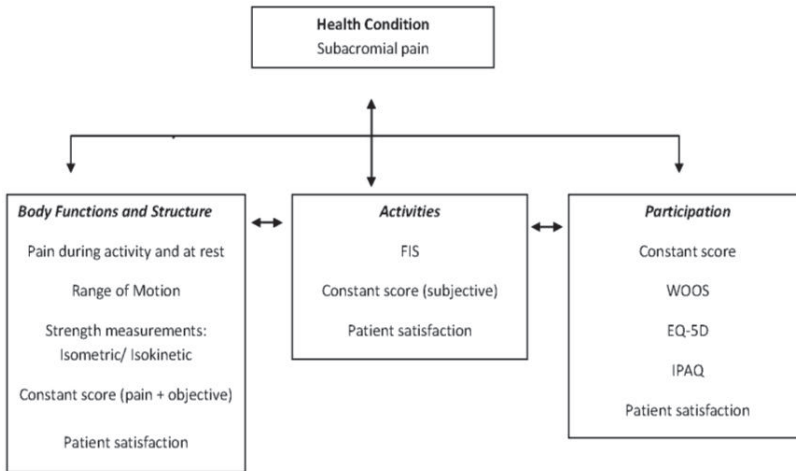 Health Condition
Subacromial pain
Body Functions and Structure
Pain during activity and at rest
Range of Motion
Strength measurements:
Isometric/ Isokinetic
Constant score (pain + objective)
Patient satisfaction
Activities
FIS
Constant score (subjective)
Patient satisfaction
Participation
Constant score
WOOS
EQ-5D
IPAQ
Patient satisfaction